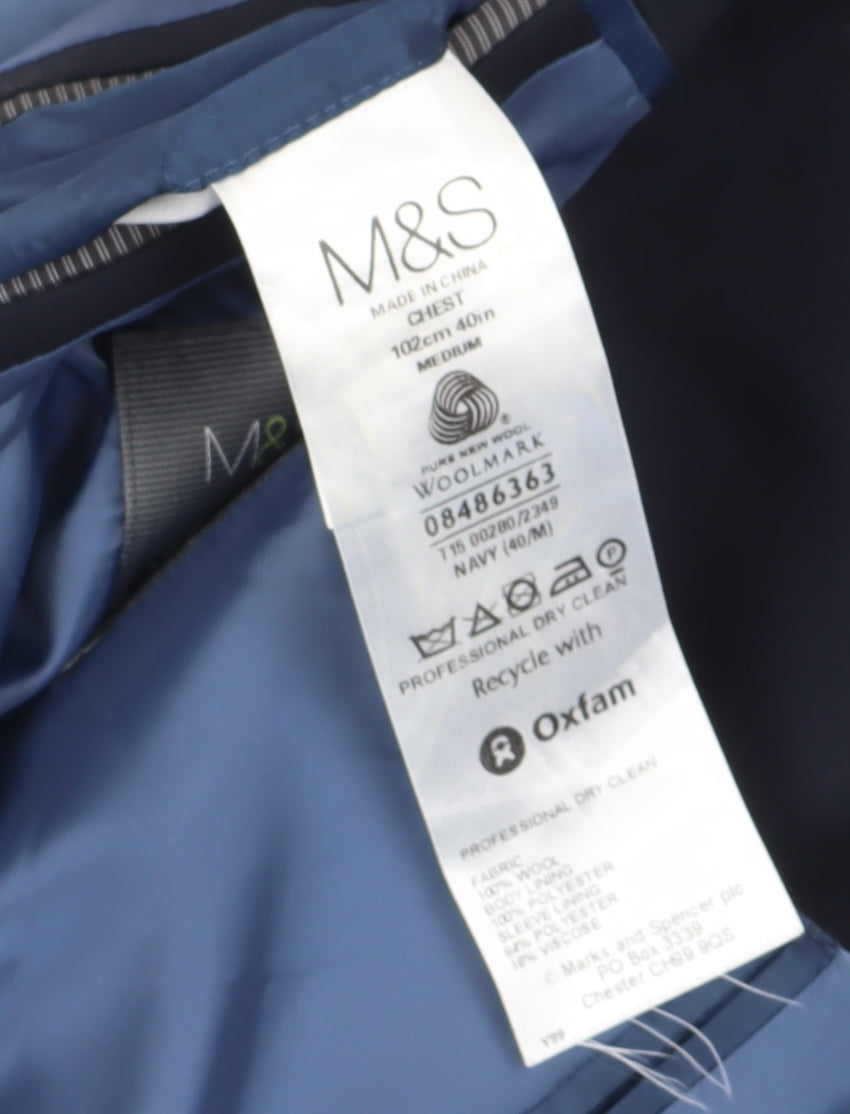 M&S
MADE IN CHINA
CHEST
102cm 40in
MEDIUM
®
PURE NEW WOOL
WOOLMARK
08486363
T15 00280/2349
NAVY (40/M)
P
PROFESSIONAL DRY CLEAN
Recycle with
Oxfam
PROFESSIONAL DRY CLEAN
FABRIC
100% WOOL
BODY LINING
100% POLYESTER
SLEEVE LINING
POLYESTER
VISCOSE
© Marks and Spencer plc
PO Box 3339
Chester CH99 9QS
Y99
M&